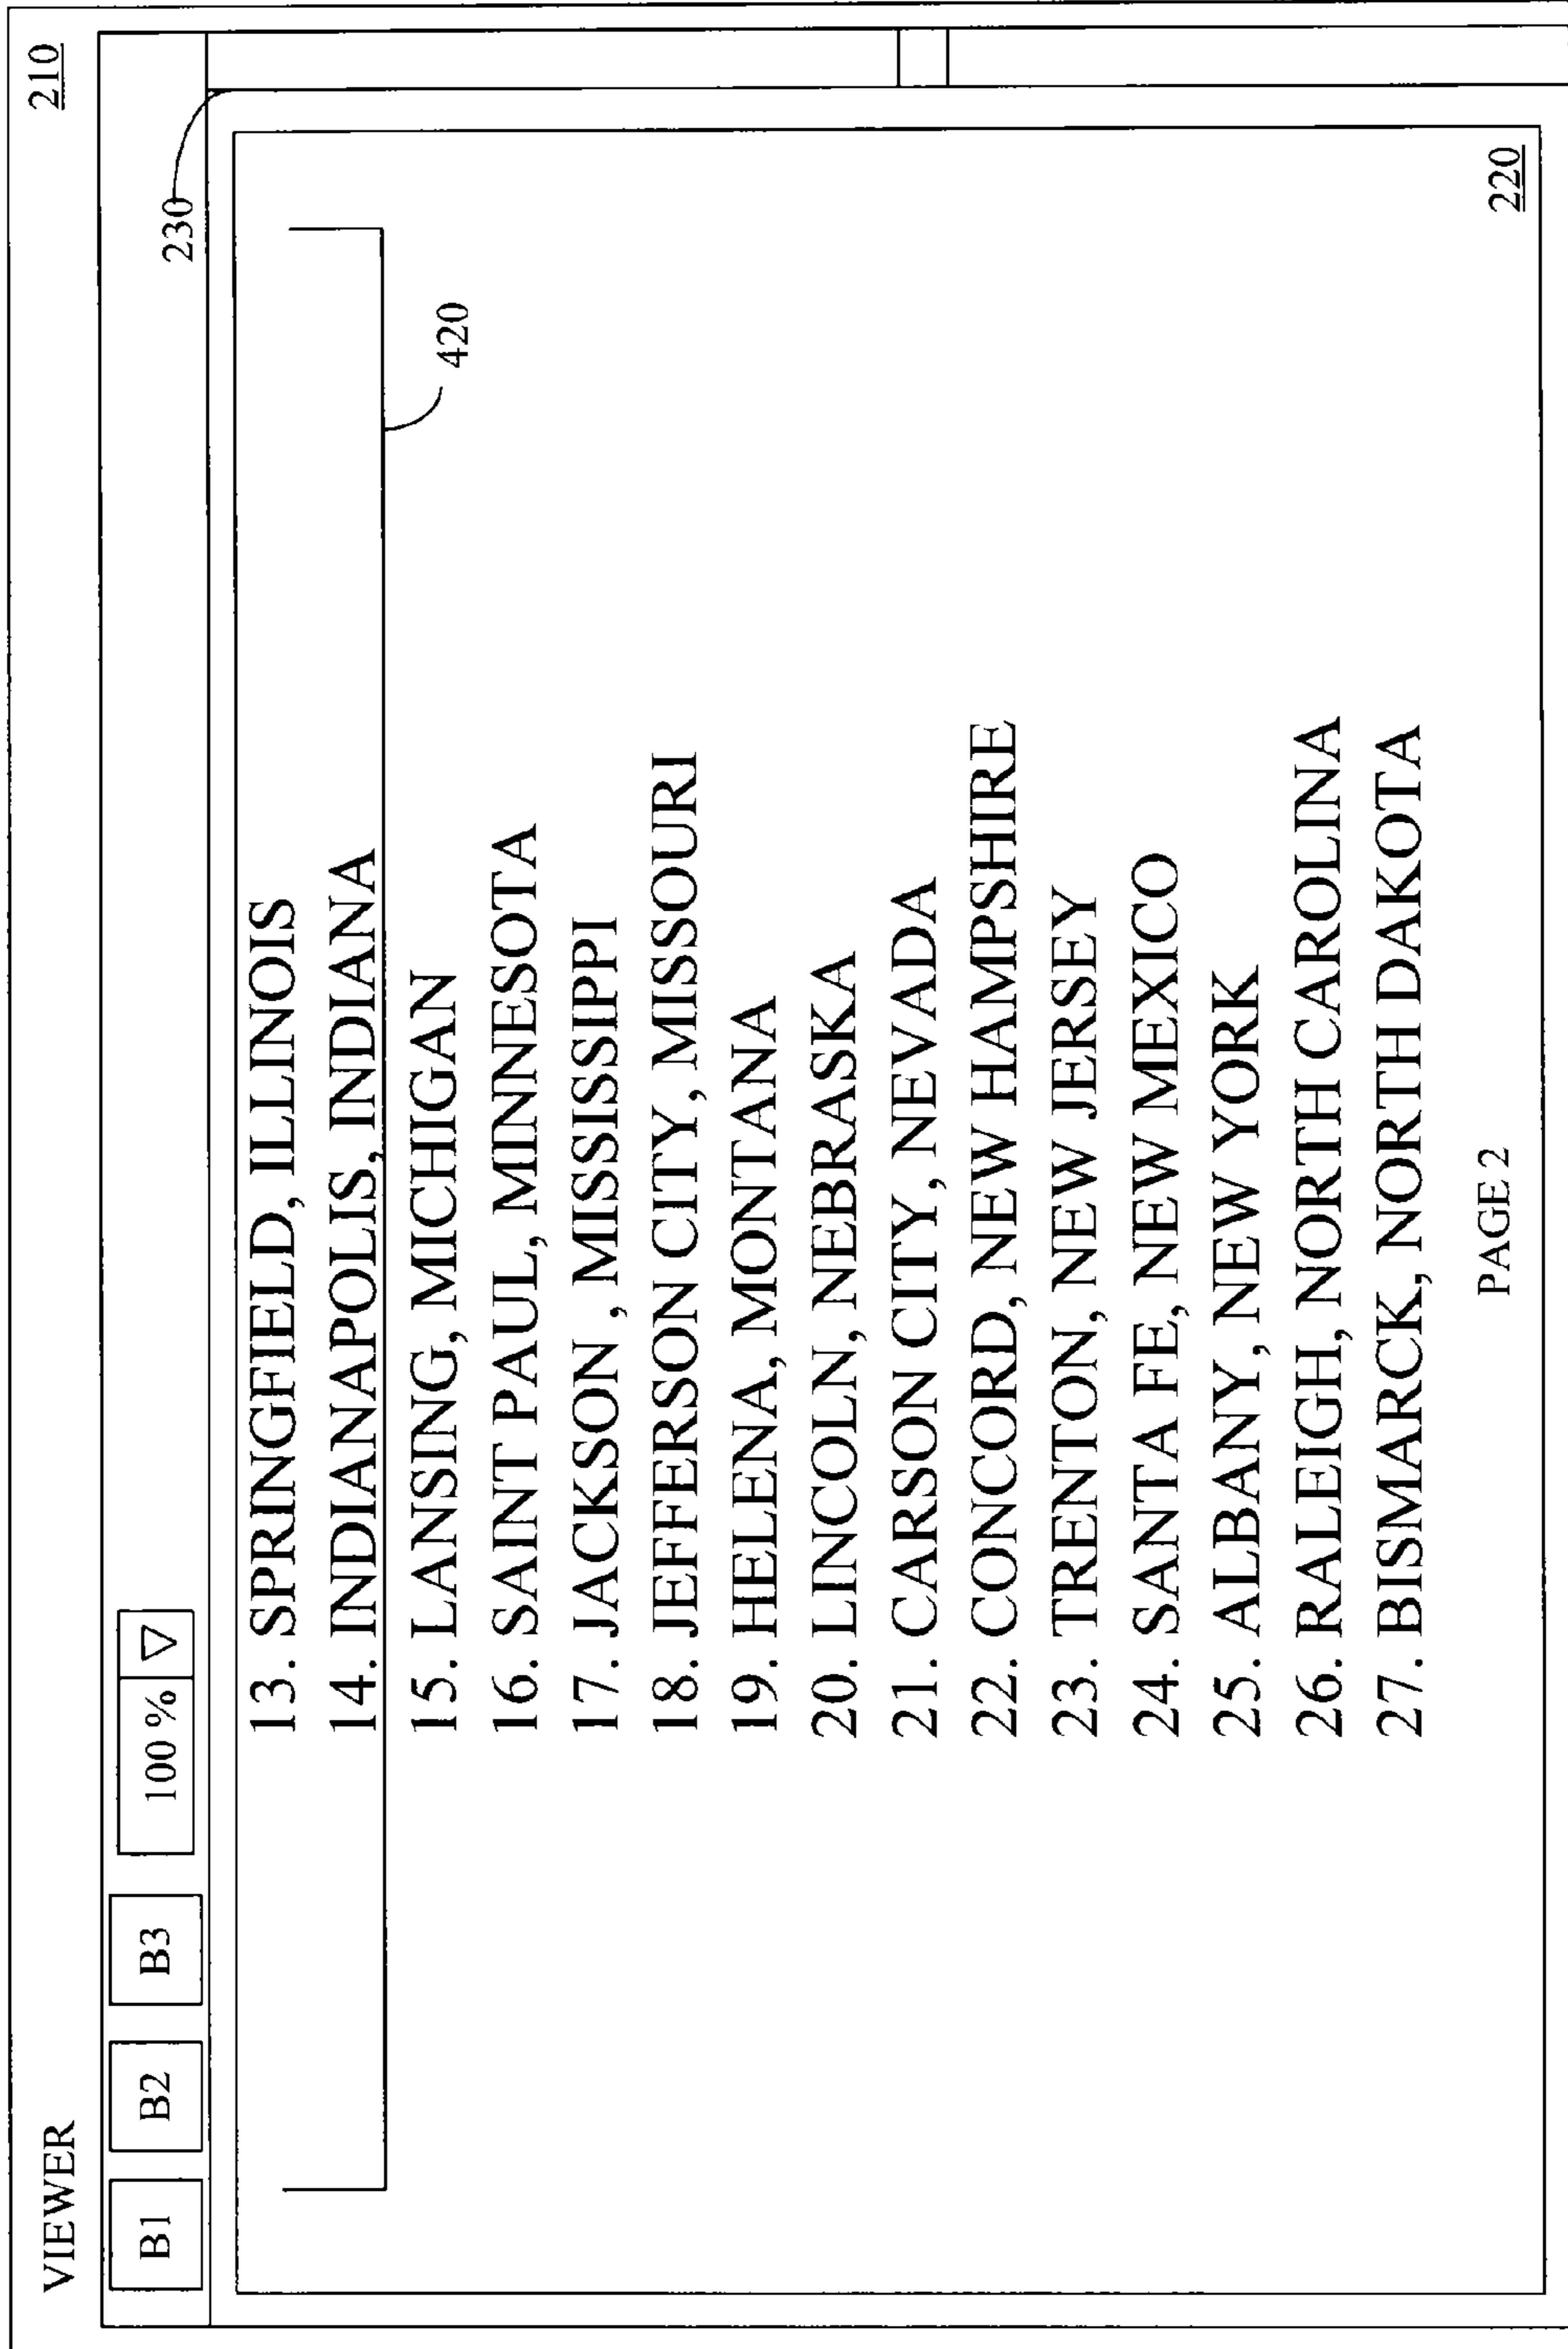 VIEWER
210
B1 B2 B3 100 %
230
13. SPRINGFIELD, ILLINOIS
14. INDIANAPOLIS, INDIANA
420
15. LANSING, MICHIGAN
16. SAINT PAUL, MINNESOTA
17. JACKSON , MISSISSIPPI
18. JEFFERSON CITY, MISSOURI
19. HELENA, MONTANA
20. LINCOLN, NEBRASKA
21. CARSON CITY, NEVADA
22. CONCORD, NEW HAMPSHIRE
23. TRENTON, NEW JERSEY
24. SANTA FE, NEW MEXICO
25. ALBANY, NEW YORK
26. RALEIGH, NORTH CAROLINA
27. BISMARCK, NORTH DAKOTA
PAGE 2
220